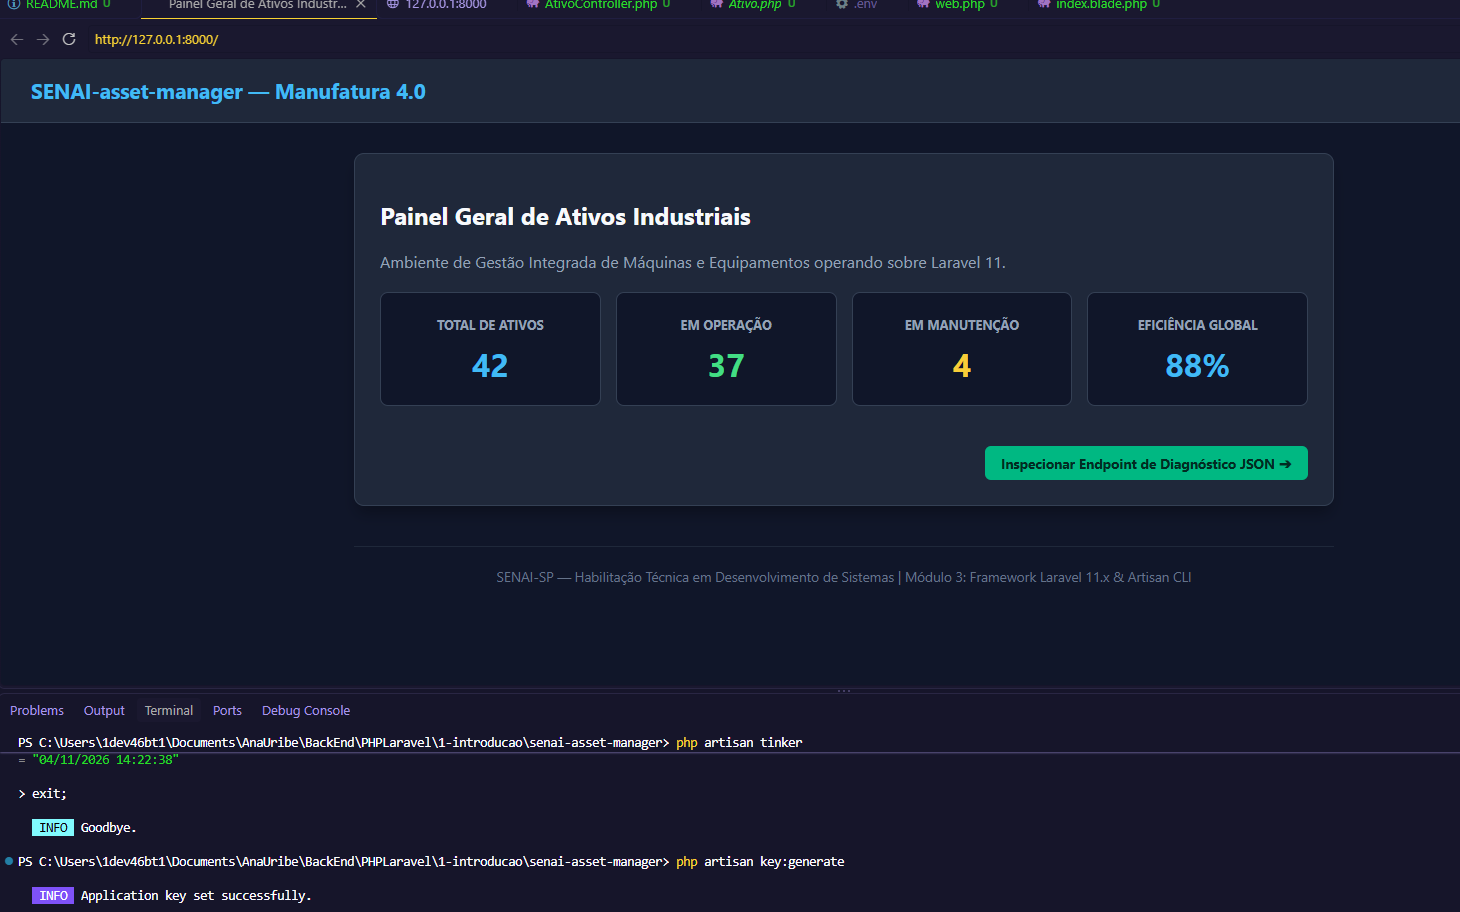 README.md U Painel Geral de Ativos Industr... 127.0.0.1:8000 AtivoController.php U Ativo.php U .env web.php U index.blade.php U
http://127.0.0.1:8000/
SENAI-asset-manager — Manufatura 4.0
Painel Geral de Ativos Industriais
Ambiente de Gestão Integrada de Máquinas e Equipamentos operando sobre Laravel 11.
TOTAL DE ATIVOS
42
EM OPERAÇÃO
37
EM MANUTENÇÃO
4
EFICIÊNCIA GLOBAL
88%
Inspecionar Endpoint de Diagnóstico JSON ➔
SENAI-SP — Habilitação Técnica em Desenvolvimento de Sistemas | Módulo 3: Framework Laravel 11.x & Artisan CLI
Problems Output Terminal Ports Debug Console
PS C:\Users\1dev46bt1\Documents\AnaUribe\BackEnd\PHPLaravel\1-introducao\senai-asset-manager> php artisan tinker
= "04/11/2026 14:22:38"
> exit;
INFO Goodbye.
PS C:\Users\1dev46bt1\Documents\AnaUribe\BackEnd\PHPLaravel\1-introducao\senai-asset-manager> php artisan key:generate
INFO Application key set successfully.